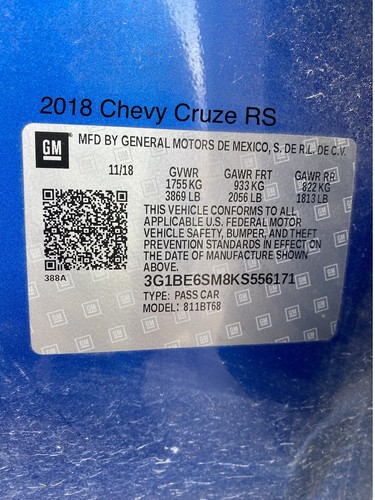 2018 Chevy Cruze RS
GM
MFD BY GENERAL MOTORS DE MEXICO, S. DE R.L. DE C.V.
11/18 GVWR GAWR FRT GAWR RR
1755 KG 933 KG 822 KG
3869 LB 2056 LB 1813 LB
THIS VEHICLE CONFORMS TO ALL
APPLICABLE U.S. FEDERAL MOTOR
VEHICLE SAFETY, BUMPER, AND THEFT
PREVENTION STANDARDS IN EFFECT ON
THE DATE OF MANUFACTURE SHOWN
ABOVE.
388A
3G1BE6SM8KS556171
TYPE: PASS CAR
MODEL: 811BT68